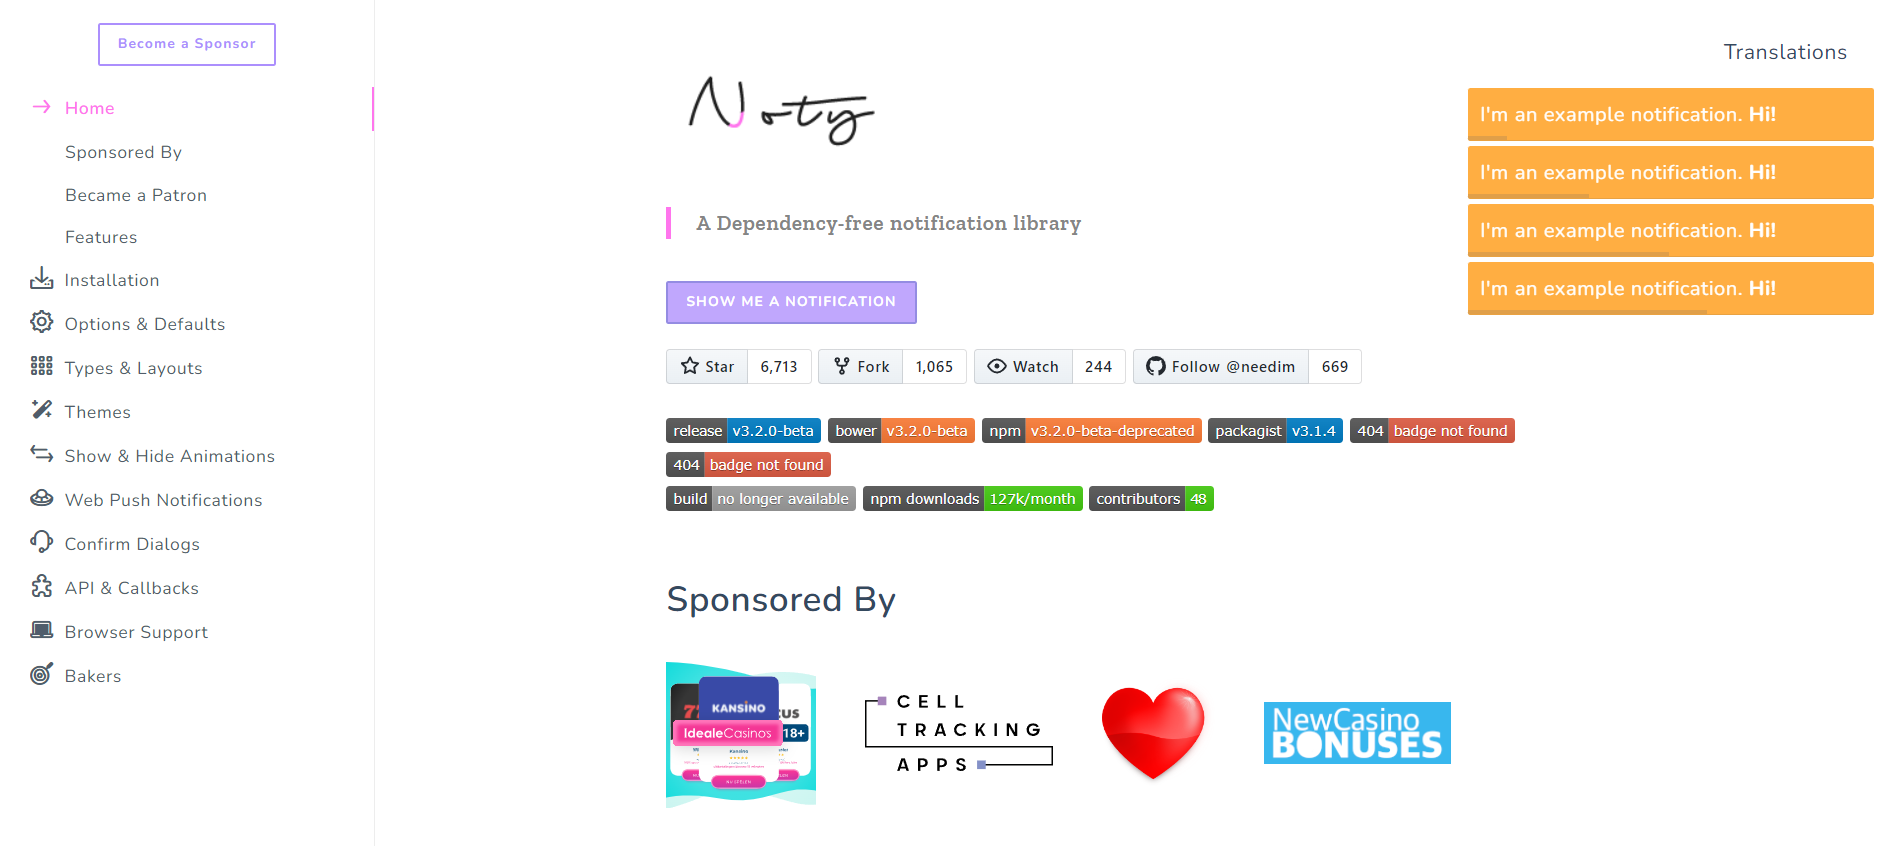 Become a Sponsor
Home
Sponsored By
Became a Patron
Features
Installation
Options & Defaults
Types & Layouts
Themes
Show & Hide Animations
Web Push Notifications
Confirm Dialogs
API & Callbacks
Browser Support
Bakers
Noty
A Dependency-free notification library
SHOW ME A NOTIFICATION
Star 6,713 Fork 1,065 Watch 244 Follow @needim 669
release v3.2.0-beta bower v3.2.0-beta npm v3.2.0-beta-deprecated packagist v3.1.4 404 badge not found
404 badge not found
build no longer available npm downloads 127k/month contributors 48
Sponsored By
KANSINO
IdealeCasinos
18+
Kansino
NU SPELEN
CELL
TRACKING
APPS
NewCasino
BONUSES
Translations
I'm an example notification. Hi!
I'm an example notification. Hi!
I'm an example notification. Hi!
I'm an example notification. Hi!